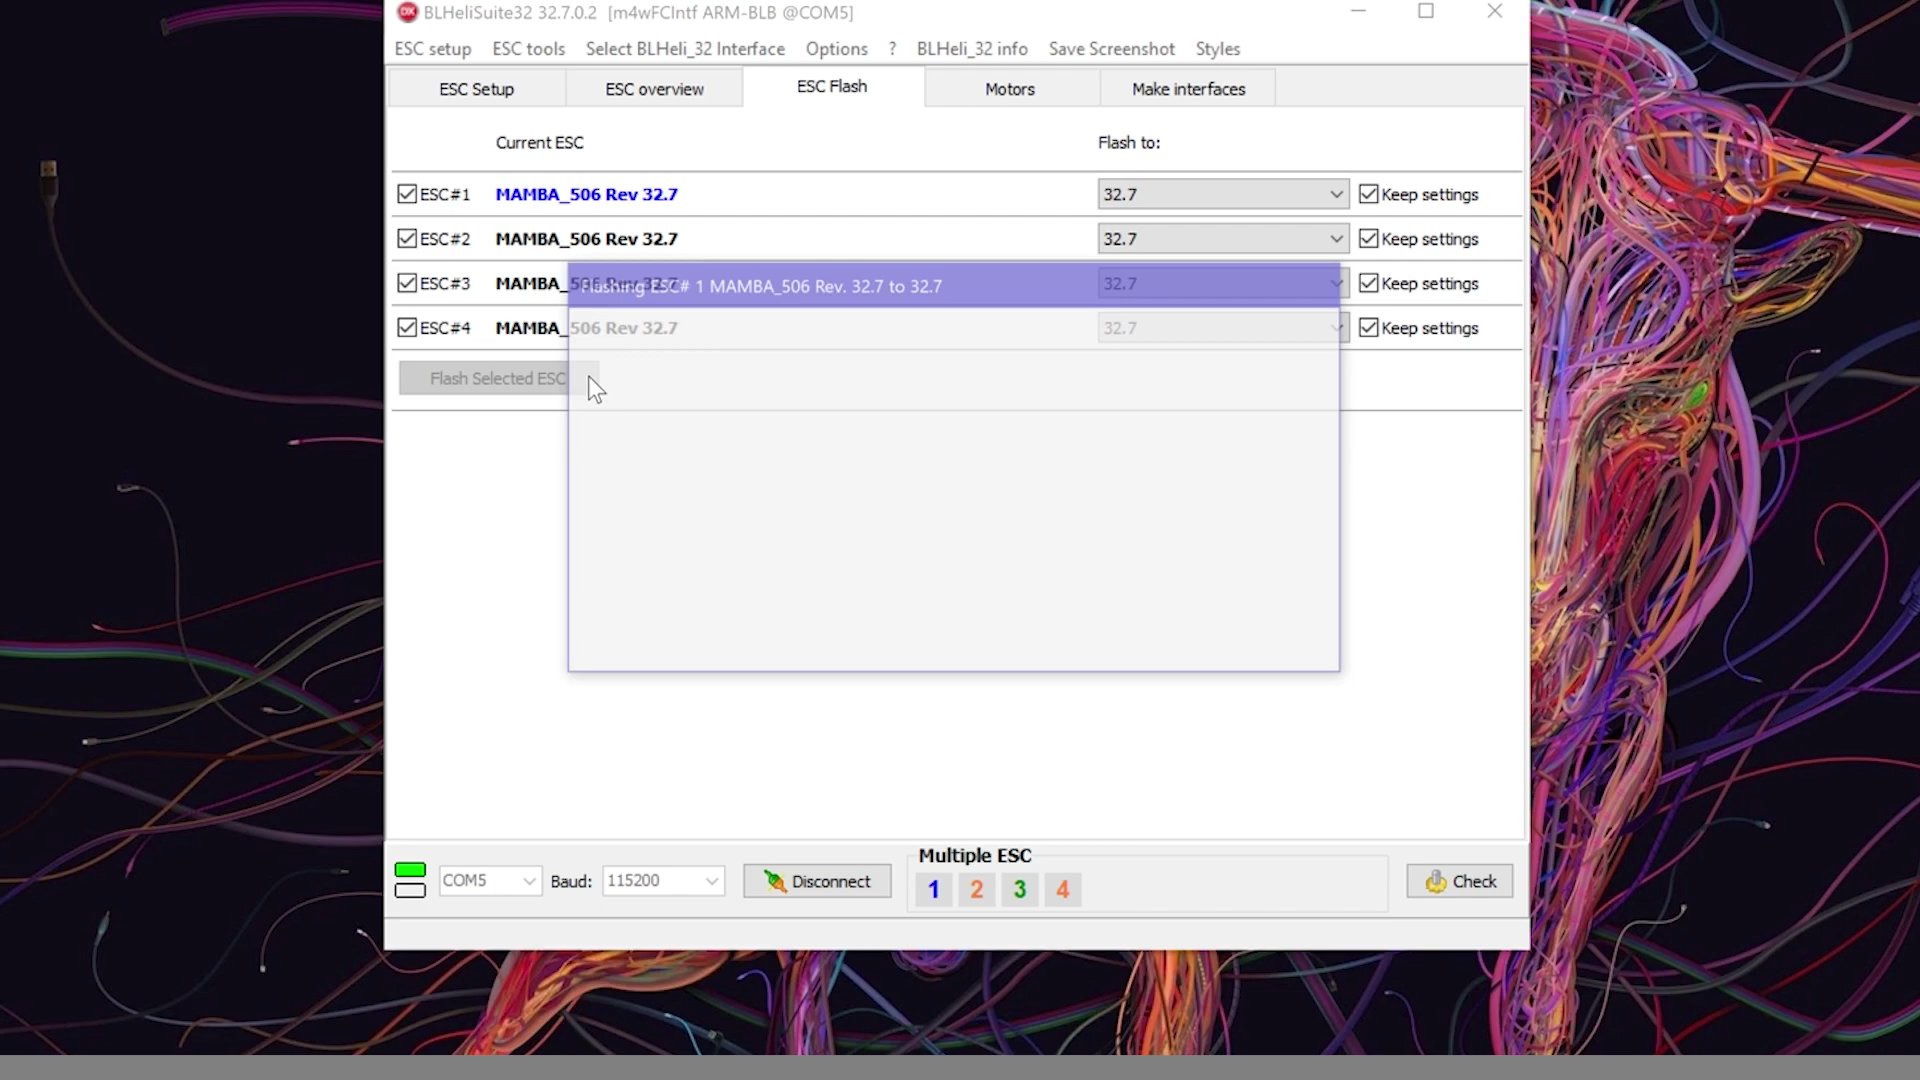 BLHeliSuite32 32.7.0.2 [m4wFCIntf ARM-BLB @COM5]
ESC setup ESC tools Select BLHeli_32 Interface Options ? BLHeli_32 info Save Screenshot Styles
ESC Setup ESC overview ESC Flash Motors Make interfaces
Current ESC Flash to:
ESC#1 MAMBA_506 Rev 32.7 32.7 Keep settings
ESC#2 MAMBA_506 Rev 32.7 32.7 Keep settings
ESC#3 MAMBA_506 Rev 32.7 32.7 Keep settings
Flashing ESC# 1 MAMBA_506 Rev. 32.7 to 32.7
ESC#4 MAMBA_506 Rev 32.7 32.7 Keep settings
Flash Selected ESC
Multiple ESC
COM5 Baud: 115200 Disconnect 1 2 3 4 Check